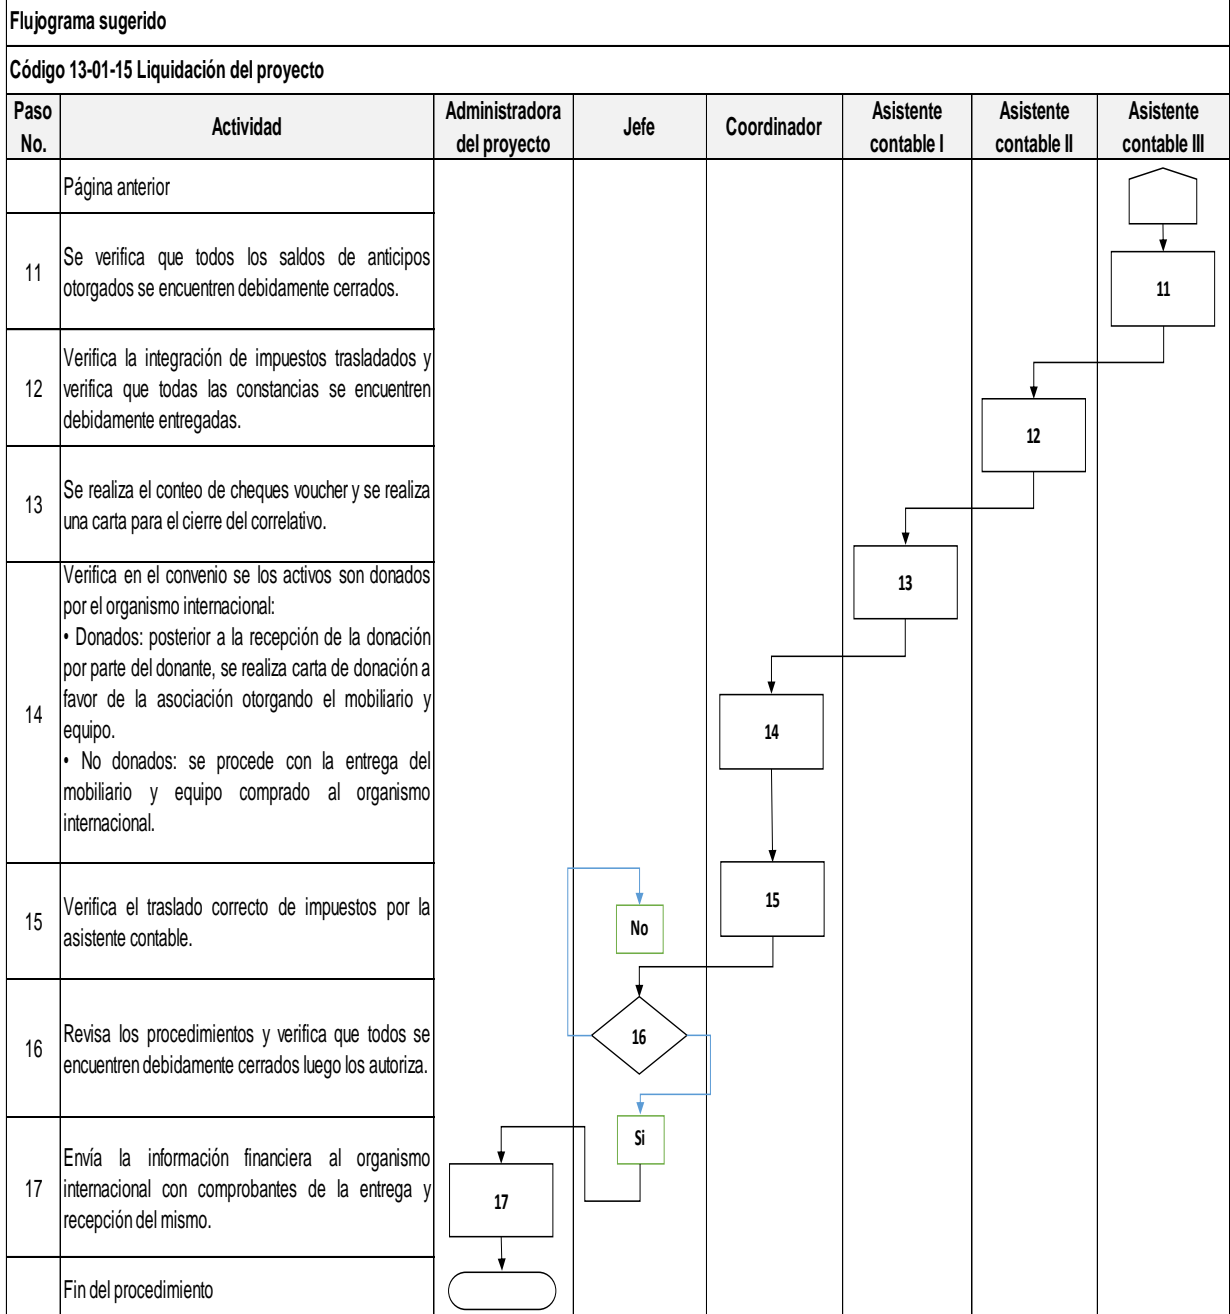 Flujograma sugerido
Código 13-01-15 Liquidación del proyecto
Paso No.
Actividad
Administradora del proyecto
Jefe
Coordinador
Asistente contable I
Asistente contable II
Asistente contable III
Página anterior
11
Se verifica que todos los saldos de anticipos
otorgados se encuentren debidamente cerrados.
11
12
Verifica la integración de impuestos trasladados y
verifica que todas las constancias se encuentren
debidamente entregadas.
12
13
Se realiza el conteo de cheques voucher y se realiza
una carta para el cierre del correlativo.
13
14
Verifica en el convenio se los activos son donados
por el organismo internacional:
• Donados: posterior a la recepción de la donación
por parte del donante, se realiza carta de donación a
favor de la asociación otorgando el mobiliario y
equipo.
• No donados: se procede con la entrega del
mobiliario y equipo comprado al organismo
internacional.
14
15
Verifica el traslado correcto de impuestos por la
asistente contable.
15
No
16
Revisa los procedimientos y verifica que todos se
encuentren debidamente cerrados luego los autoriza.
16
Si
17
Envía la información financiera al organismo
internacional con comprobantes de la entrega y
recepción del mismo.
17
Fin del procedimiento